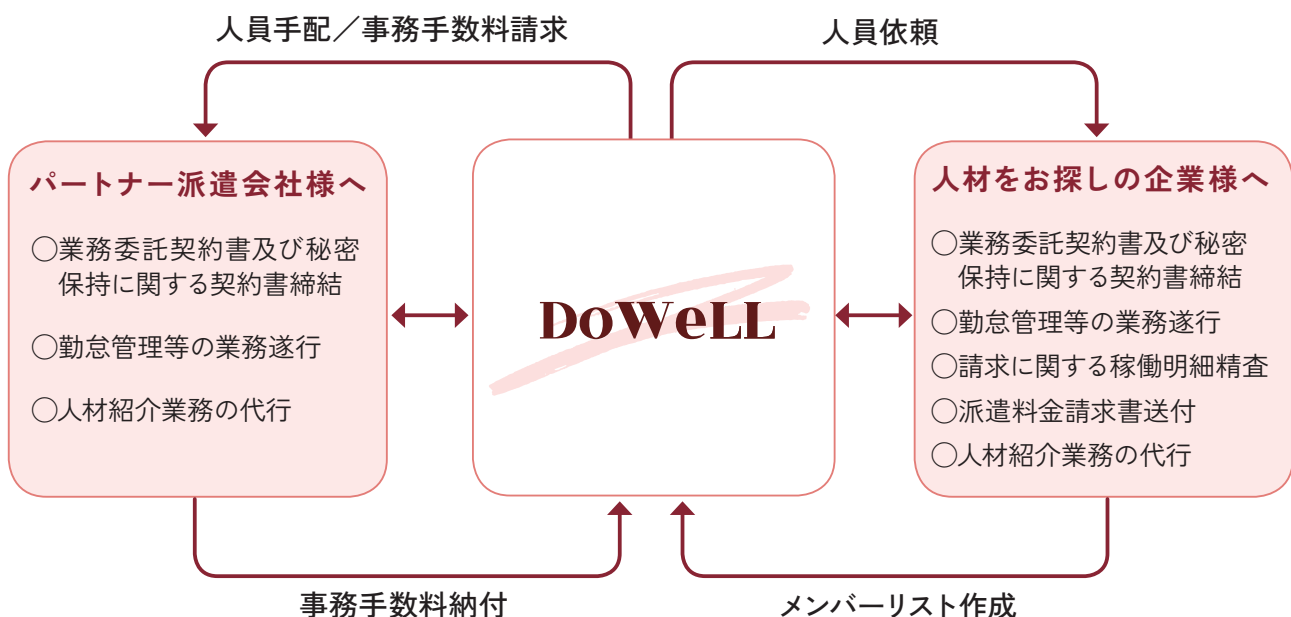 人員手配／事務手数料請求
人員依頼
パートナー派遣会社様へ
○業務委託契約書及び秘密
保持に関する契約書締結
○勤怠管理等の業務遂行
○人材紹介業務の代行
DoWeLL
人材をお探しの企業様へ
○業務委託契約書及び秘密
保持に関する契約書締結
○勤怠管理等の業務遂行
○請求に関する稼働明細精査
○派遣料金請求書送付
○人材紹介業務の代行
事務手数料納付
メンバーリスト作成